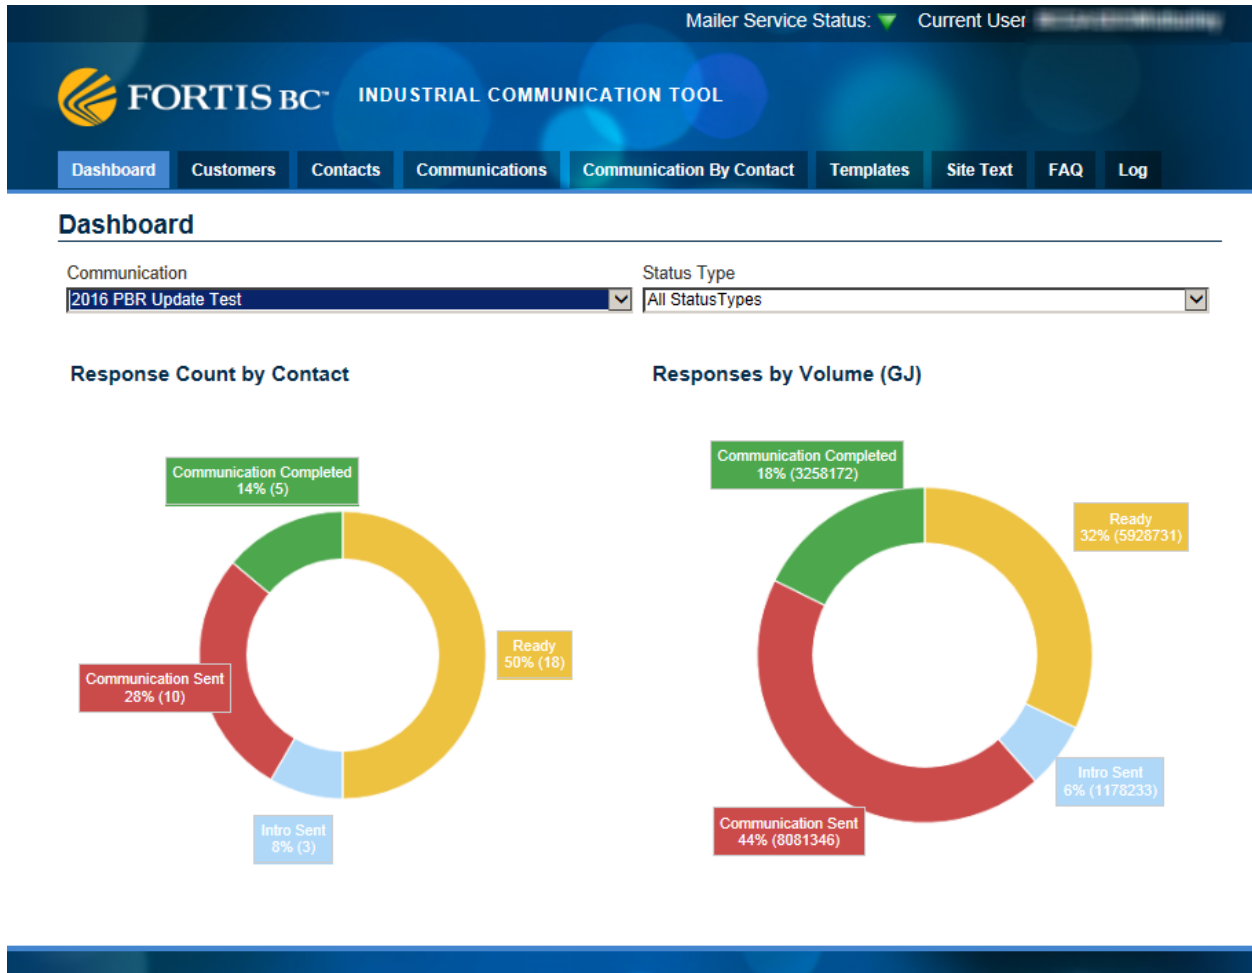 Mailer Service Status: Current User
FORTIS BC™ INDUSTRIAL COMMUNICATION TOOL
Dashboard Customers Contacts Communications Communication By Contact Templates Site Text FAQ Log
Dashboard
Communication Status Type
2016 PBR Update Test All StatusTypes
Response Count by Contact Responses by Volume (GJ)
Communication Completed
14% (5)
Ready
50% (18)
Communication Sent
28% (10)
Intro Sent
8% (3)
Communication Completed
18% (3258172)
Ready
32% (5928731)
Intro Sent
6% (1178233)
Communication Sent
44% (8081346)